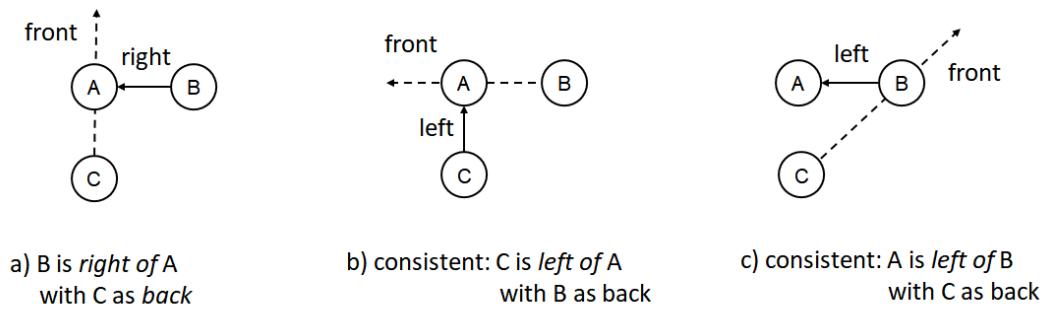 front
right
A
B
C
a) B is right of A
with C as back
front
A
B
left
C
b) consistent: C is left of A
with B as back
left
front
A
B
C
c) consistent: A is left of B
with C as back